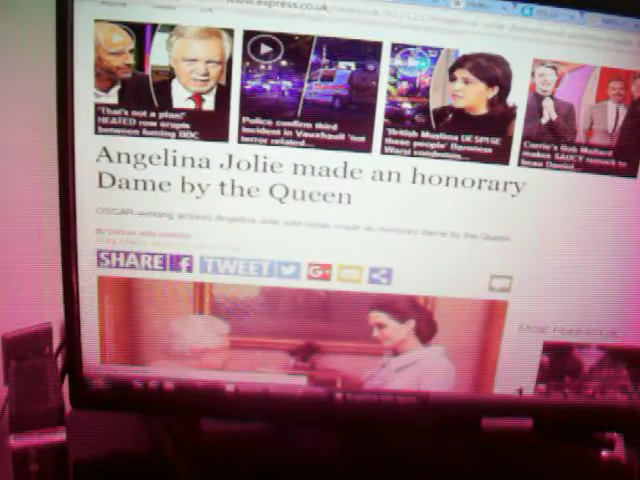 www.express.co.uk
'That's not a plan!'
HEATED row erupts
between fuming BBC
Police confirm third
incident in Vauxhall 'not
terror related...
'British Muslims DESPISE
these people' Baroness
Warsi condemns...
Corrie's Rob Mallard
makes SAUCY remark to
Beau Daniel...
Angelina Jolie made an honorary
Dame by the Queen
OSCAR-winning actress Angelina Jolie was today made an honorary dame by the Queen
SHARE f TWEET G+